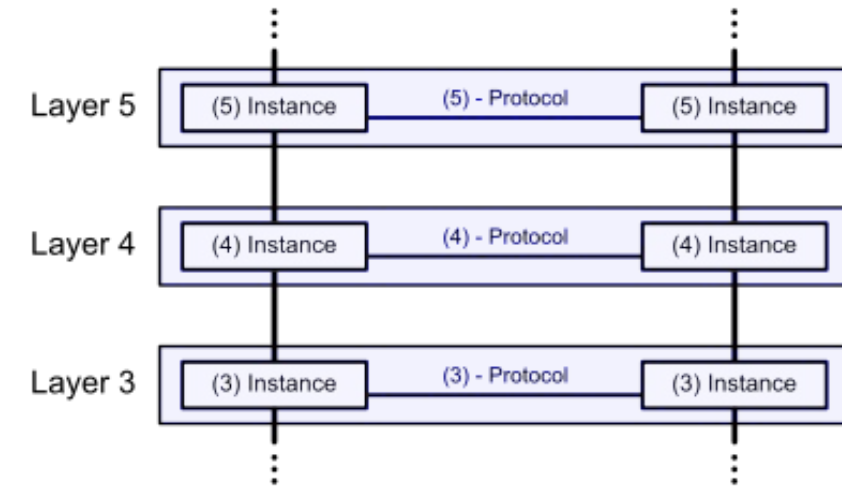 Layer 5
(5) Instance
(5) - Protocol
(5) Instance
Layer 4
(4) Instance
(4) - Protocol
(4) Instance
Layer 3
(3) Instance
(3) - Protocol
(3) Instance